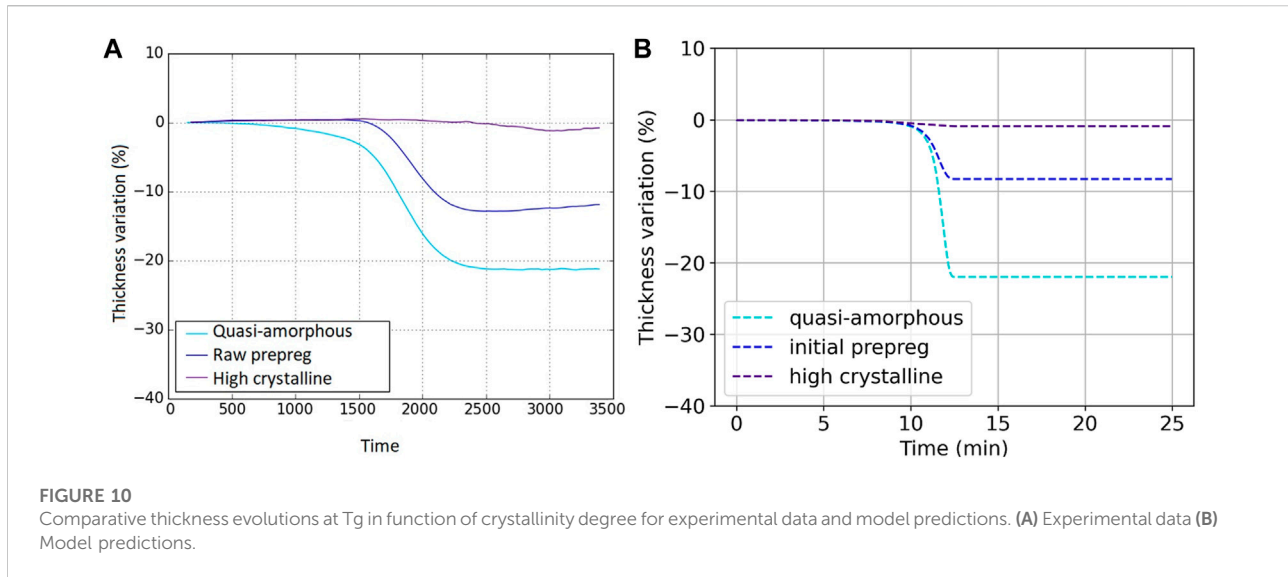 A
10
0
−10
−20
−30
−40
Thickness variation (%)
Quasi-amorphous
Raw prepreg
High crystalline
0 500 1000 1500 2000 2500 3000 3500
Time
B
10
0
−10
−20
−30
−40
Thickness variation (%)
quasi-amorphous
initial prepreg
high crystalline
0 5 10 15 20 25
Time (min)
FIGURE 10
Comparative thickness evolutions at Tg in function of crystallinity degree for experimental data and model predictions. (A) Experimental data (B)
Model predictions.